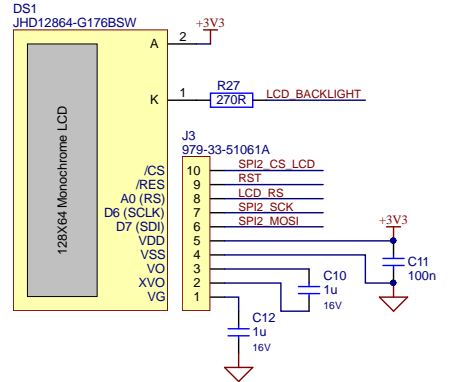 DS1
JHD12864-G176BSW
+3V3
A
2
R27
K
1
270R
LCD_BACKLIGHT
128X64 Monochrome LCD
J3
979-33-51061A
/CS
10
SPI2_CS_LCD
/RES
9
RST
A0 (RS)
8
LCD_RS
D6 (SCLK)
7
SPI2_SCK
D7 (SDI)
6
SPI2_MOSI
+3V3
VDD
5
VSS
4
C11
100n
VO
3
C10
1u
16V
XVO
2
VG
1
C12
1u
16V